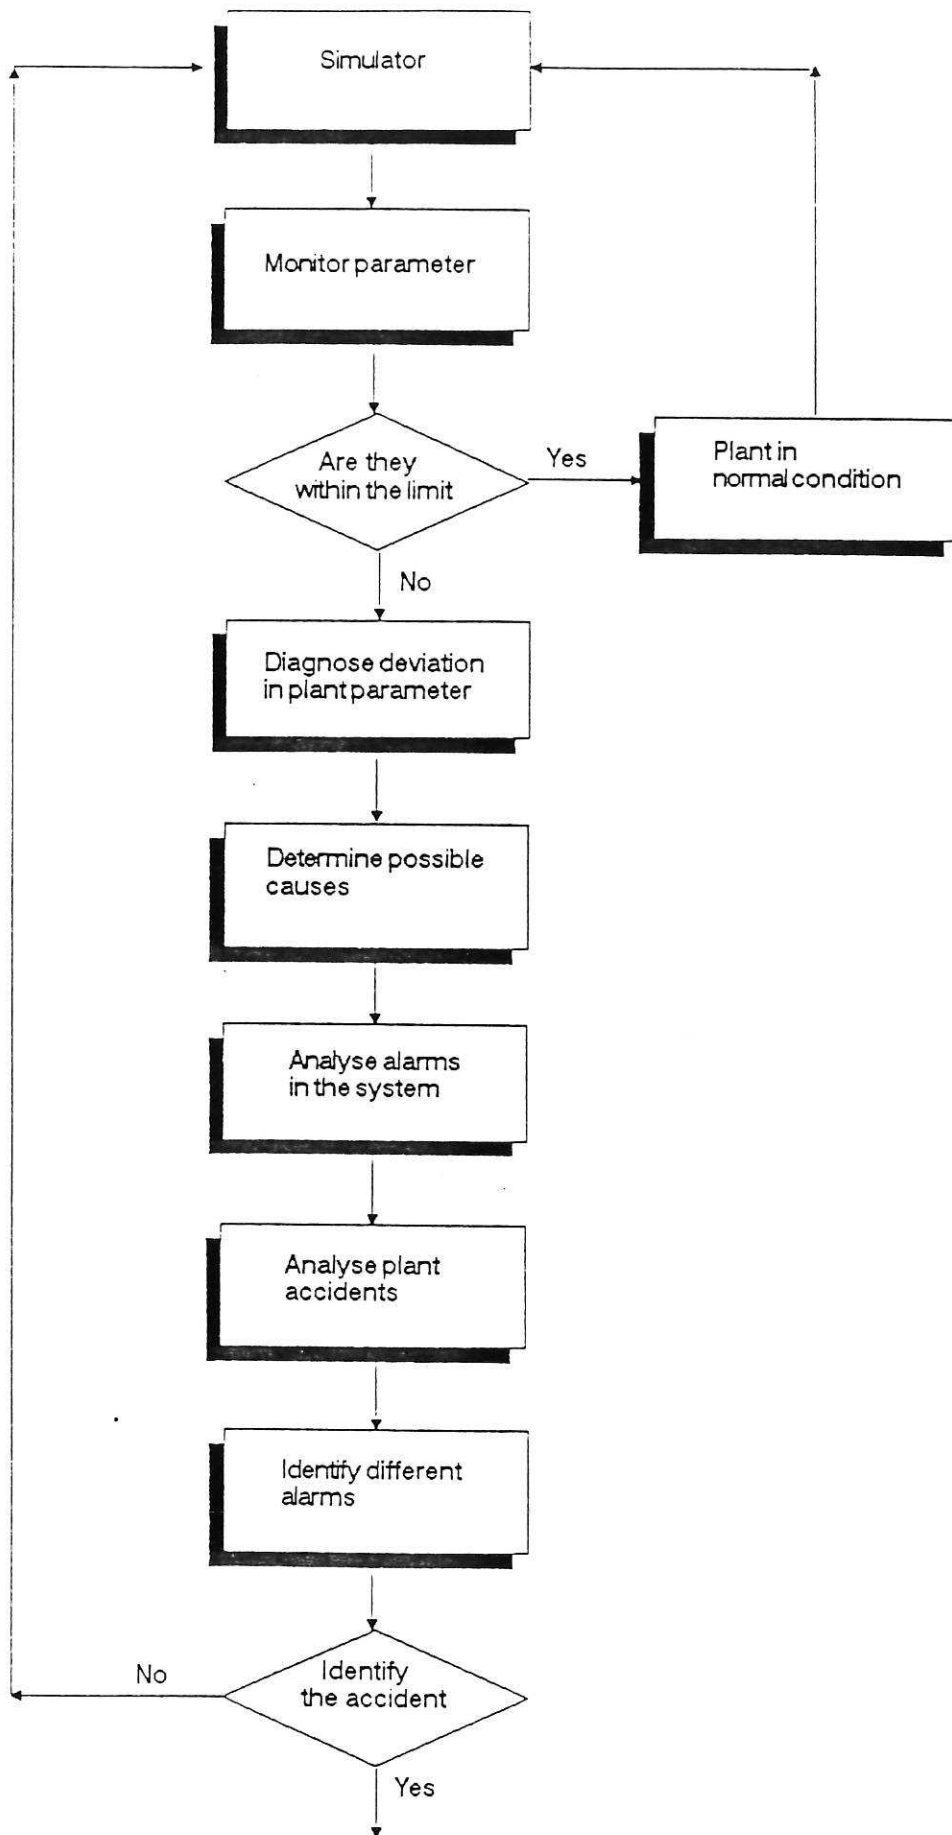 Simulator
Monitor parameter
Are they
within the limit
Yes
Plant in
normal condition
No
Diagnose deviation
in plant parameter
Determine possible
causes
Analyse alarms
in the system
Analyse plant
accidents
Identify different
alarms
Identify
the accident
No
Yes